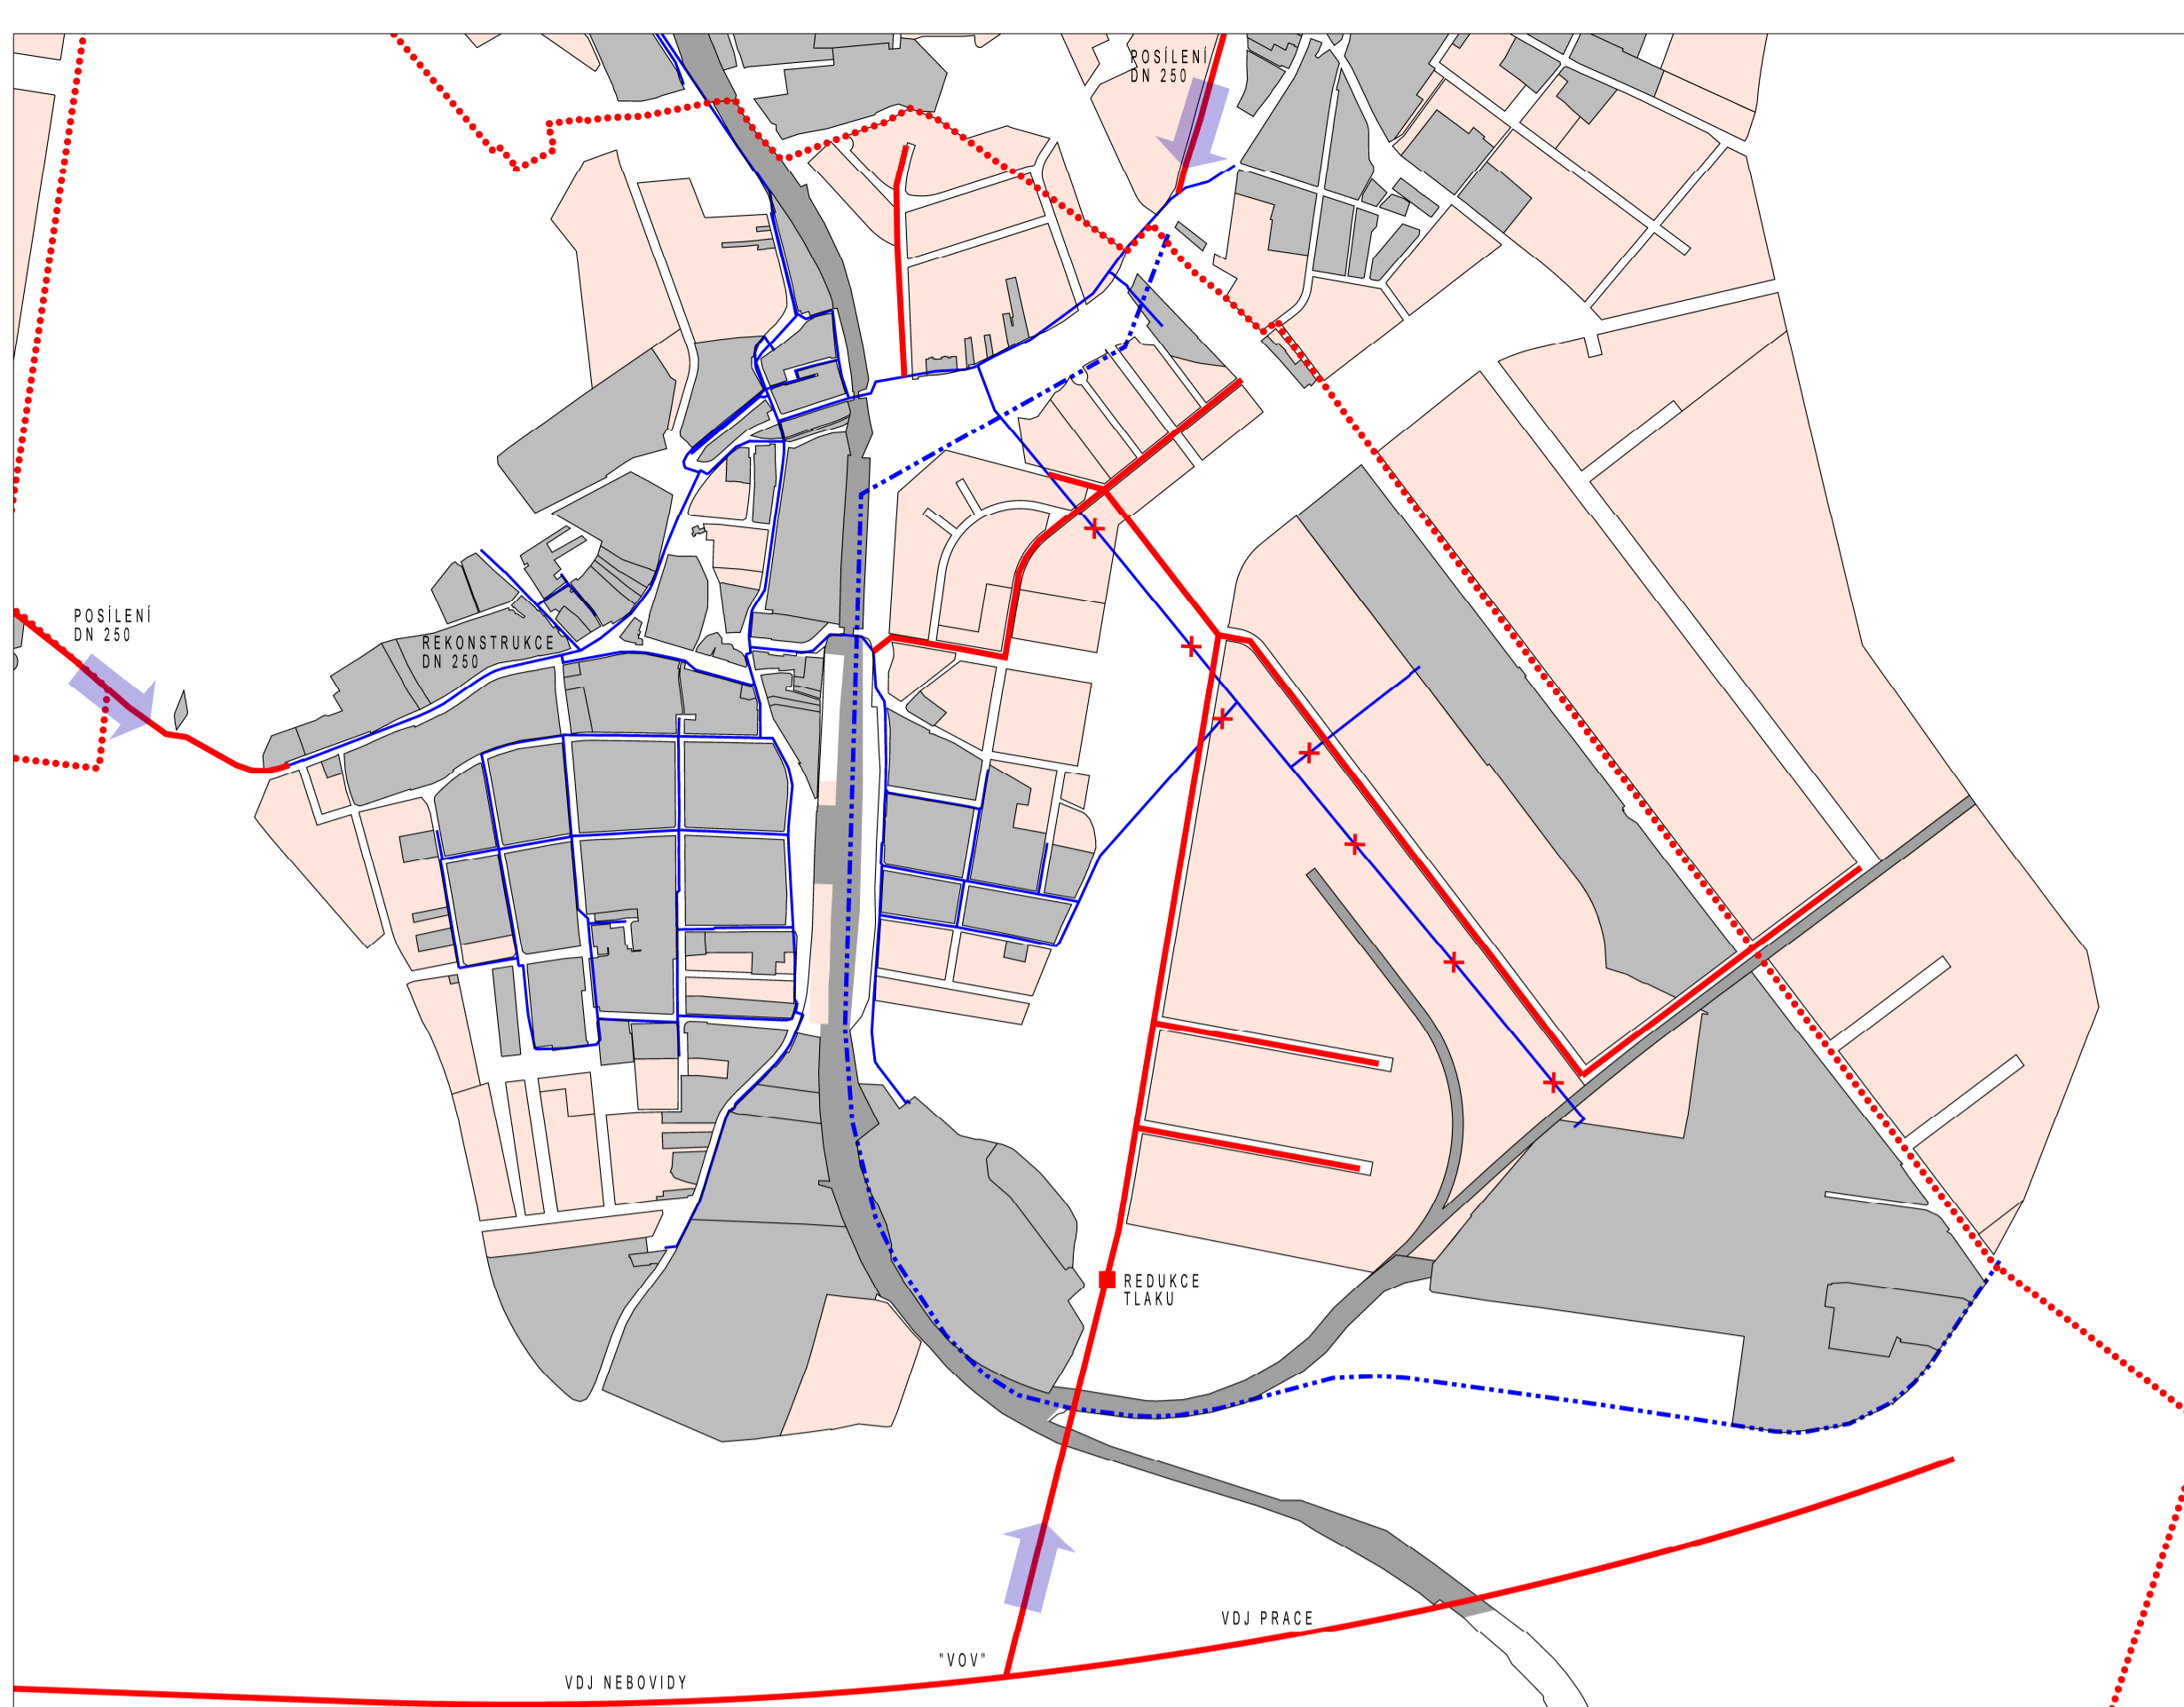 POSÍLENÍ
DN 250
POSÍLENÍ
DN 250
REKONSTRUKCE
DN 250
REDUKCE
TLAKU
VDJ PRACE
"VOV"
VDJ NEBOVIDY